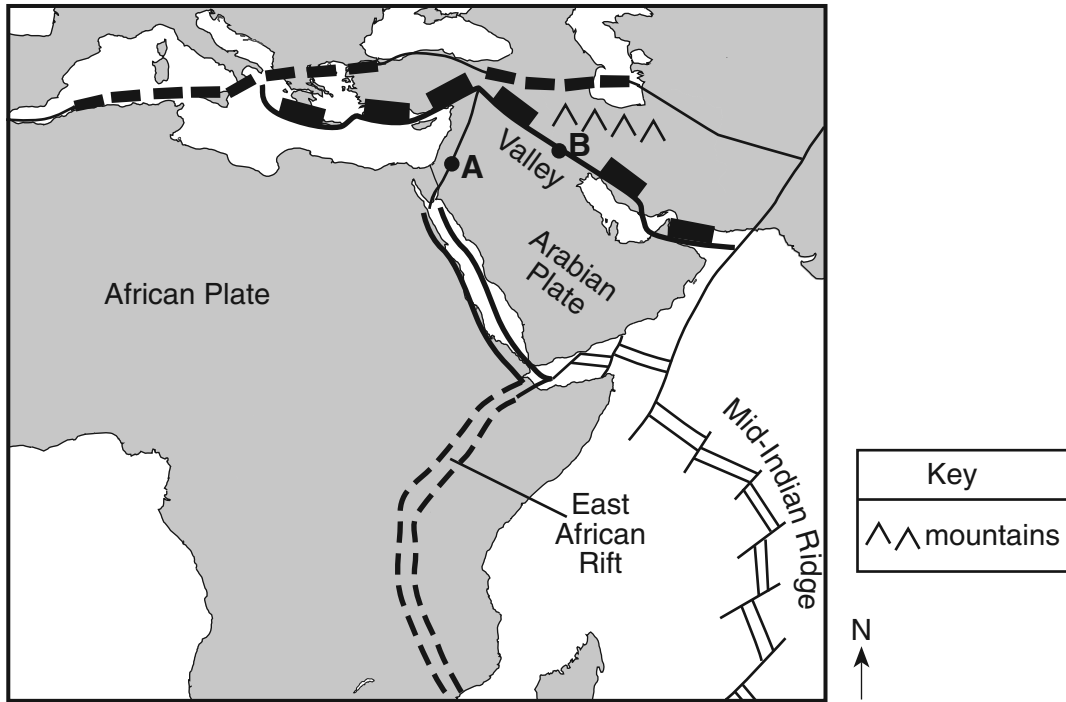 A
Valley
B
African Plate
Arabian
Plate
Mid-Indian Ridge
East
African
Rift
Key
mountains
N